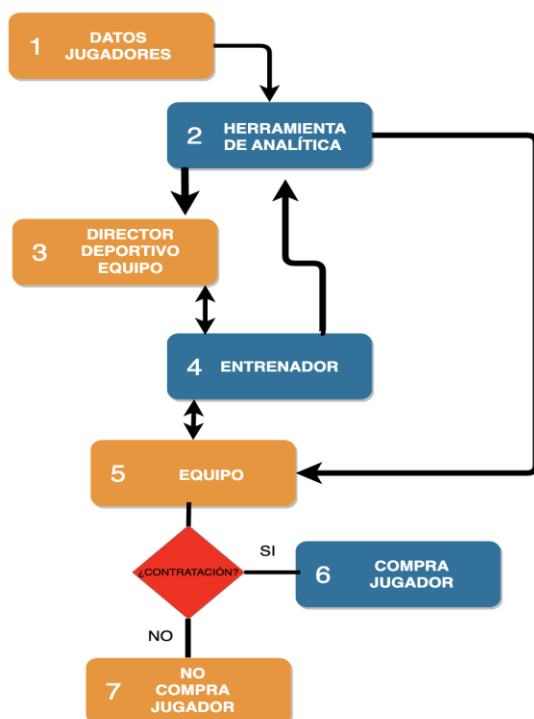 1 DATOS
JUGADORES
2 HERRAMIENTA
DE ANALÍTICA
3 DIRECTOR
DEPORTIVO
EQUIPO
4 ENTRENADOR
5 EQUIPO
¿CONTRATACIÓN?
SI
6 COMPRA
JUGADOR
NO
7 NO
COMPRA
JUGADOR